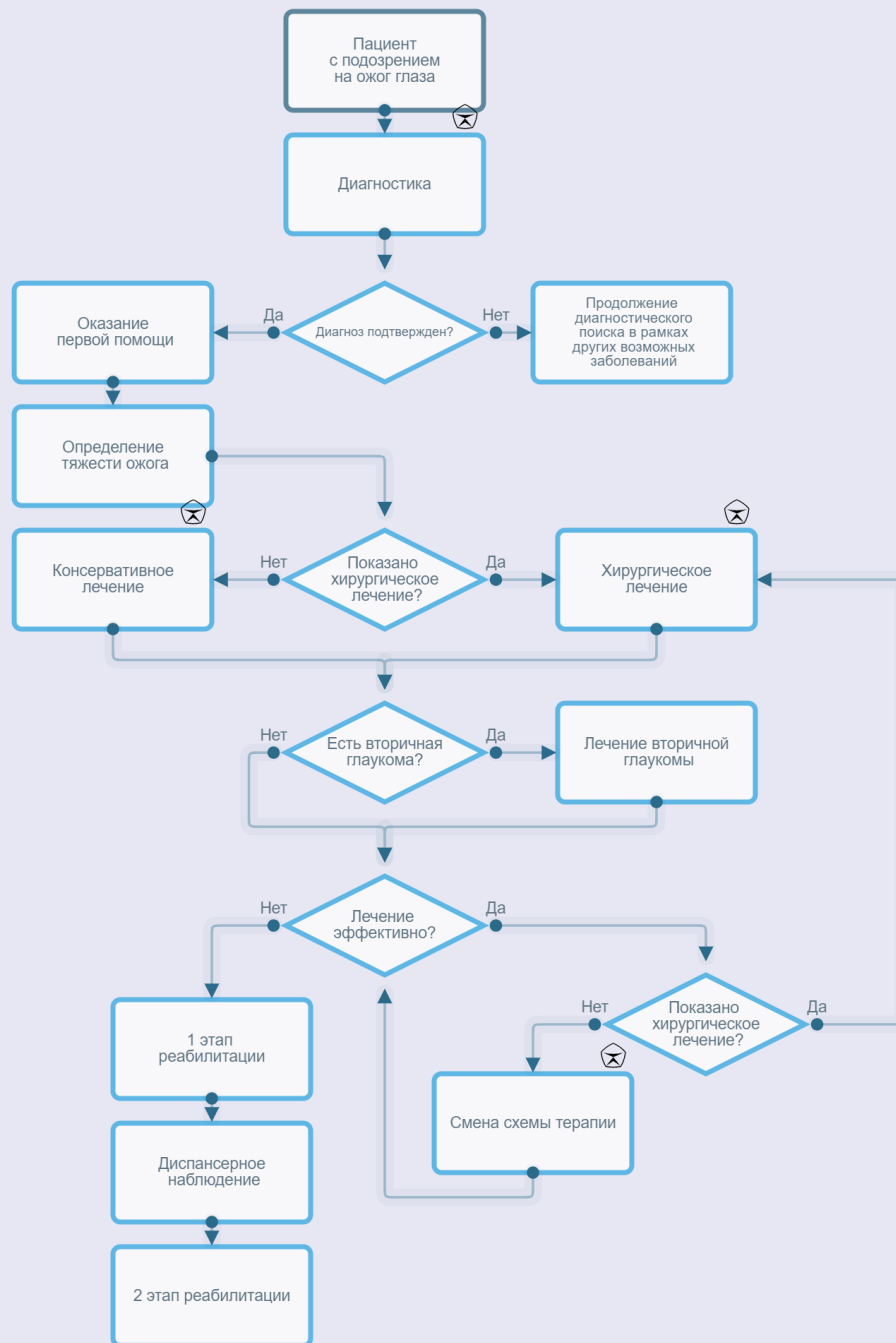 Пациент
с подозрением
на ожог глаза
Диагностика
Да
Диагноз подтвержден?
Нет
Оказание
первой помощи
Продолжение
диагностического
поиска в рамках
других возможных
заболеваний
Определение
тяжести ожога
Консервативное
лечение
Нет
Показано
хирургическое
лечение?
Да
Хирургическое
лечение
Нет
Есть вторичная
глаукома?
Да
Лечение вторичной
глаукомы
Нет
Лечение
эффективно?
Да
1 этап
реабилитации
Нет
Показано
хирургическое
лечение?
Да
Смена схемы терапии
Диспансерное
наблюдение
2 этап реабилитации